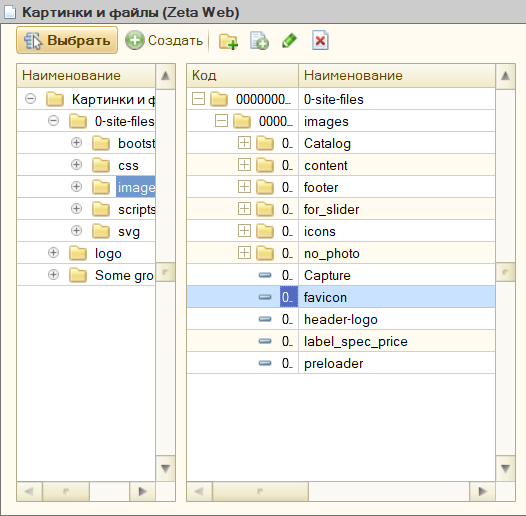 Картинки и файлы (Zeta Web)
Выбрать Создать
Наименование
Картинки и ф
0-site-files
bootst
css
image
scripts
svg
logo
Some gro
Код Наименование
0000000... 0-site-files
0000... images
0.. Catalog
0.. content
0.. footer
0.. for_slider
0.. icons
0.. no_photo
0.. Capture
0.. favicon
0.. header-logo
0.. label_spec_price
0.. preloader